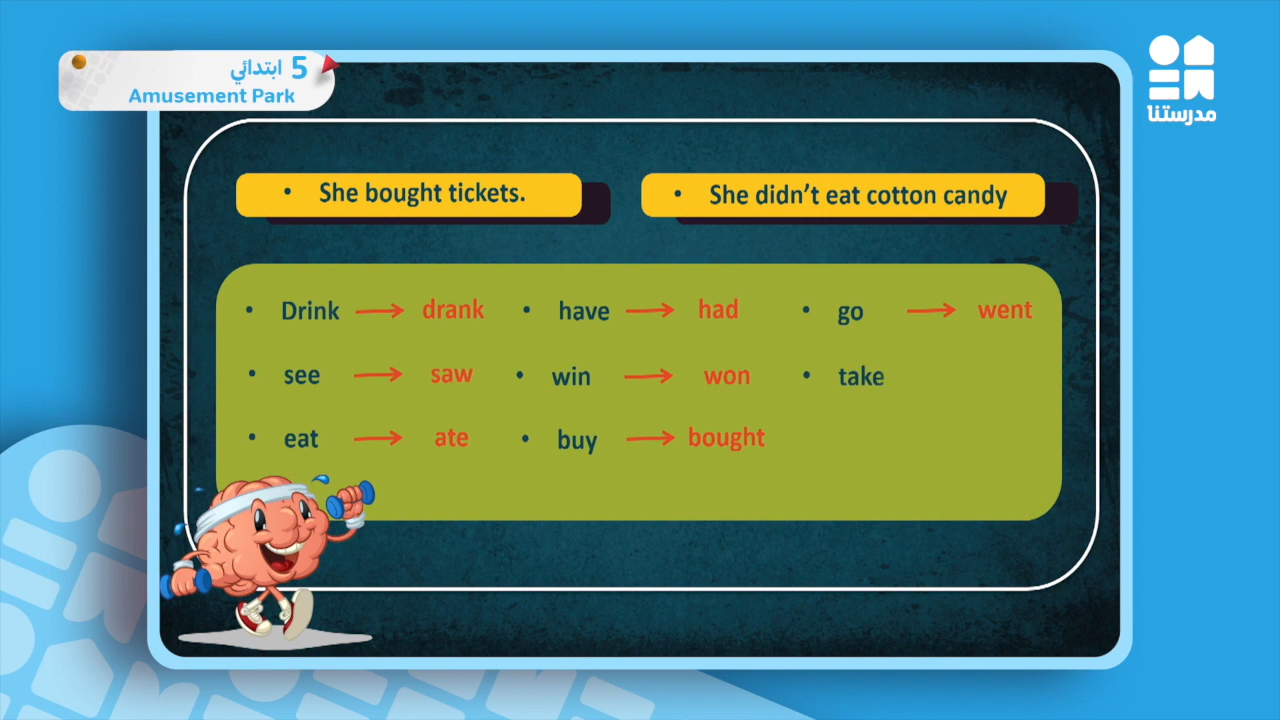 5 ابتدائي
Amusement Park
مدرستنا
• She bought tickets.
• She didn’t eat cotton candy
• Drink → drank
• have → had
• go → went
• see → saw
• win → won
• take
• eat → ate
• buy → bought